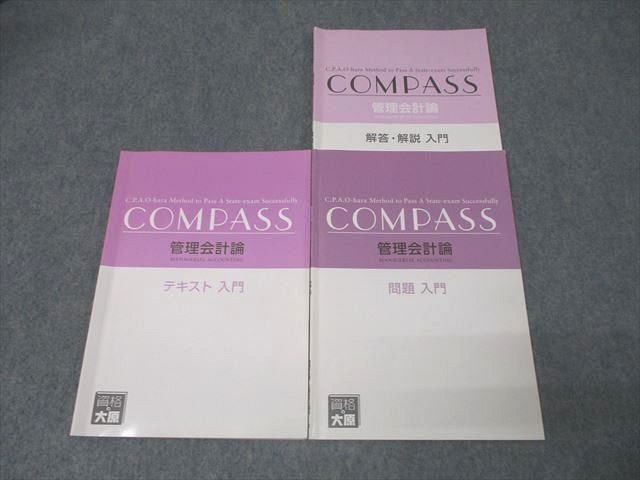 C.P.A.O-hara Method to Pass A State-exam Successfully
COMPASS
管理会計論
MANAGERIAL ACCOUNTING
解答・解説 入門
C.P.A.O-hara Method to Pass A State-exam Successfully
COMPASS
管理会計論
MANAGERIAL ACCOUNTING
テキスト 入門
資格の
大原
C.P.A.O-hara Method to Pass A State-exam Successfully
COMPASS
管理会計論
MANAGERIAL ACCOUNTING
問題 入門
資格の
大原